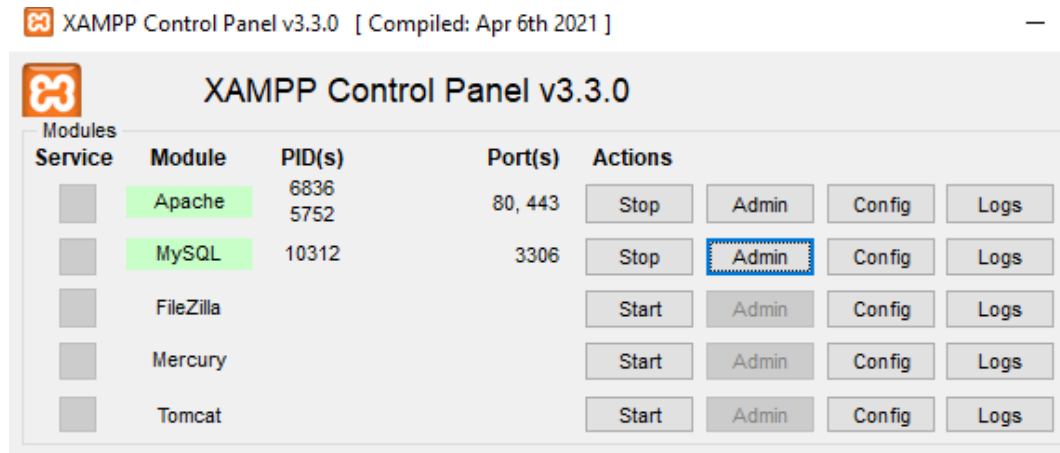 XAMPP Control Panel v3.3.0 [ Compiled: Apr 6th 2021 ]
XAMPP Control Panel v3.3.0
Modules
Service Module PID(s) Port(s) Actions
Apache 6836 5752 80, 443 Stop Admin Config Logs
MySQL 10312 3306 Stop Admin Config Logs
FileZilla Start Admin Config Logs
Mercury Start Admin Config Logs
Tomcat Start Admin Config Logs